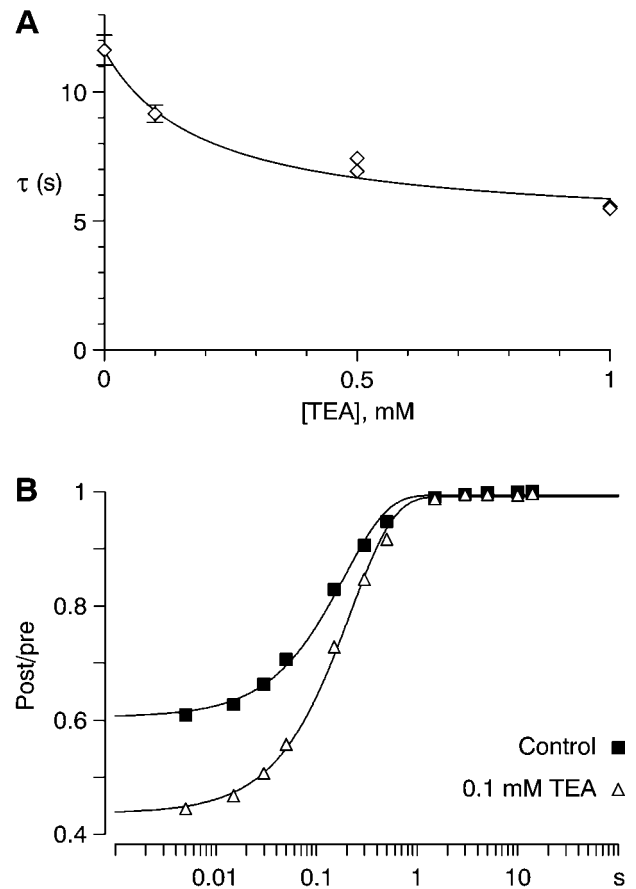 A
10
τ (s)
5
0
0 0.5 1
[TEA], mM
B
1
0.8
Post/pre
0.6
Control
0.1 mM TEA
0.4
0.01 0.1 1 10 s